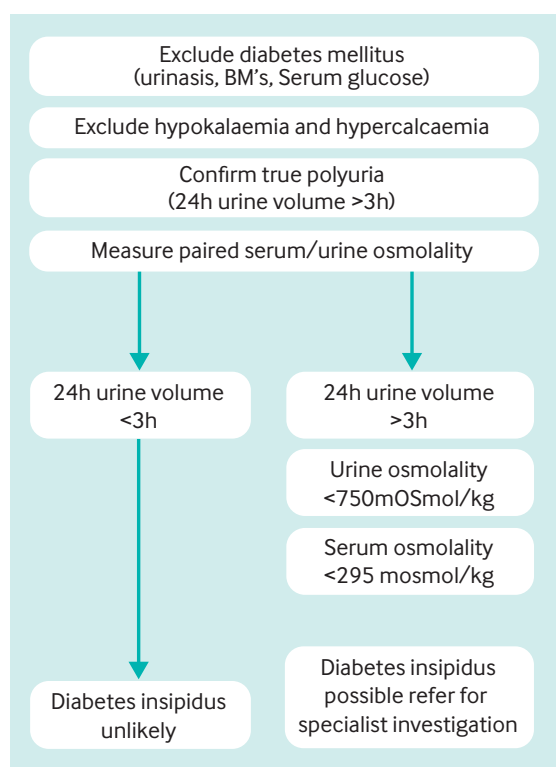 Exclude diabetes mellitus
(urinasis, BM's, Serum glucose)
Exclude hypokalaemia and hypercalcaemia
Confirm true polyuria
(24h urine volume >3h)
Measure paired serum/urine osmolality
24h urine volume
<3h
24h urine volume
>3h
Urine osmolality
<750mOSmol/kg
Serum osmolality
<295 mosmol/kg
Diabetes insipidus
unlikely
Diabetes insipidus
possible refer for
specialist investigation